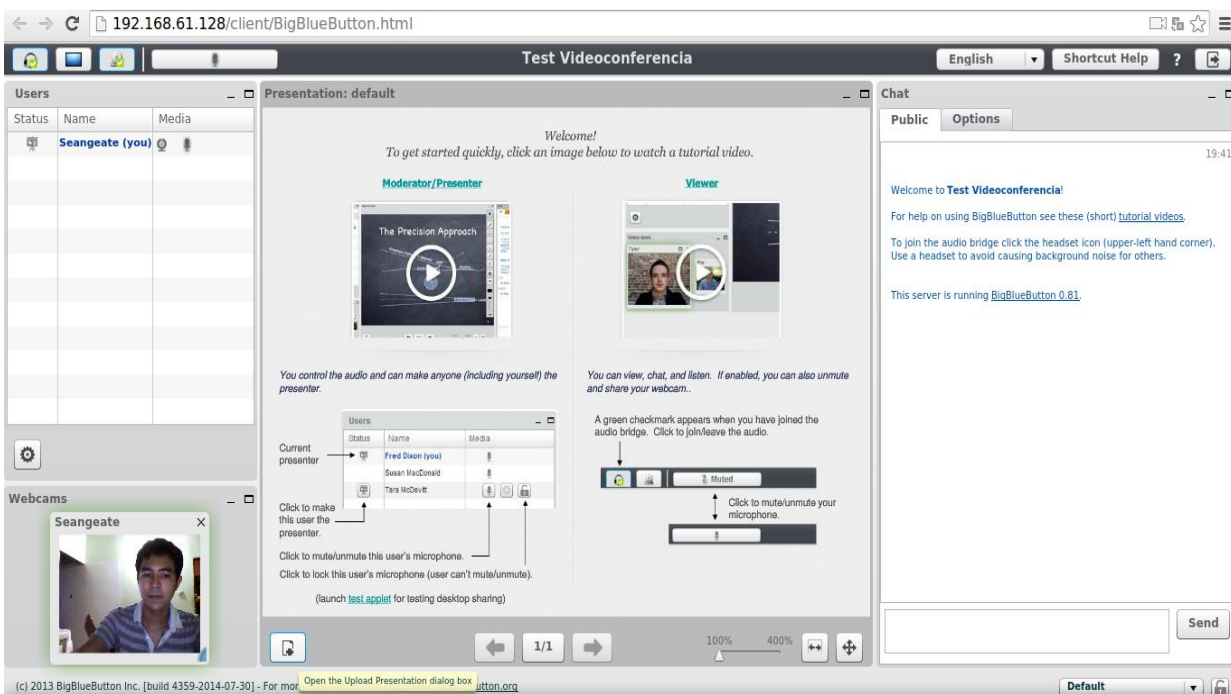 192.168.61.128/client/BigBlueButton.html
Test Videoconferencia
English
Shortcut Help
?
Users
Status Name Media
Seangeate (you)
Webcams
Seangeate
X
Presentation: default
Welcome!
To get started quickly, click an image below to watch a tutorial video.
Moderator/Presenter
The Precision Approach
You control the audio and can make anyone (including yourself) the
presenter.
Users
Status Name Media
Fred Dixon (you)
Susan MacDonald
Tara McDevitt
Current
presenter
Click to make
this user the
presenter.
Click to mute/unmute this user's microphone.
Click to lock this user's microphone (user can't mute/unmute).
(launch test applet for testing desktop sharing)
Viewer
Video dock
Tyler
You can view, chat, and listen. If enabled, you can also unmute
and share your webcam..
A green checkmark appears when you have joined the
audio bridge. Click to join/leave the audio.
Muted
Click to mute/unmute your
microphone.
1/1
100% 400%
Chat
Public Options
19:41
Welcome to Test Videoconferencia!
For help on using BigBlueButton see these (short) tutorial videos.
To join the audio bridge click the headset icon (upper-left hand corner).
Use a headset to avoid causing background noise for others.
This server is running BigBlueButton 0.81.
Send
(c) 2013 BigBlueButton Inc. [build 4359-2014-07-30] - For mor
Open the Upload Presentation dialog box
utton.org
Default